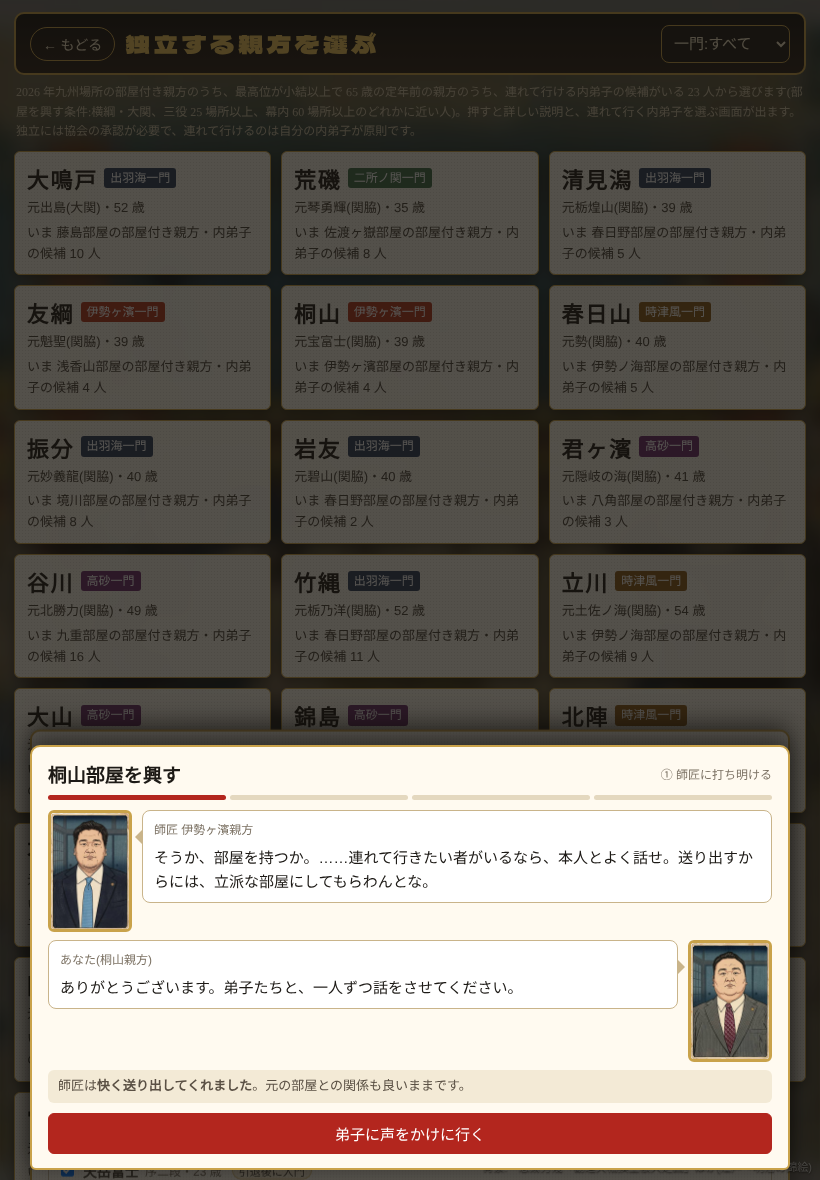 ← もどる
独立する親方を選ぶ
一門:すべて
2026 年九州場所の部屋付き親方のうち、最高位が小結以上で 65 歳の定年前の親方のうち、連れて行ける内弟子の候補がいる 23 人から選びます(部
屋を興す条件:横綱・大関、三役 25 場所以上、幕内 60 場所以上のどれかに近い人)。押すと詳しい説明と、連れて行く内弟子を選ぶ画面が出ます。
独立には協会の承認が必要で、連れて行けるのは自分の内弟子が原則です。
大鳴戸 出羽海一門
元出島(大関)・52 歳
いま 藤島部屋の部屋付き親方・内弟子
の候補 10 人
荒磯 二所ノ関一門
元琴勇輝(関脇)・35 歳
いま 佐渡ヶ嶽部屋の部屋付き親方・内
弟子の候補 8 人
清見潟 出羽海一門
元栃煌山(関脇)・39 歳
いま 春日野部屋の部屋付き親方・内弟
子の候補 5 人
友綱 伊勢ヶ濱一門
元魁聖(関脇)・39 歳
いま 浅香山部屋の部屋付き親方・内弟
子の候補 4 人
桐山 伊勢ヶ濱一門
元宝富士(関脇)・39 歳
いま 伊勢ヶ濱部屋の部屋付き親方・内
弟子の候補 4 人
春日山 時津風一門
元勢(関脇)・40 歳
いま 伊勢ノ海部屋の部屋付き親方・内
弟子の候補 5 人
振分 出羽海一門
元妙義龍(関脇)・40 歳
いま 境川部屋の部屋付き親方・内弟子
の候補 8 人
岩友 出羽海一門
元碧山(関脇)・40 歳
いま 春日野部屋の部屋付き親方・内弟
子の候補 2 人
君ヶ濱 高砂一門
元隠岐の海(関脇)・41 歳
いま 八角部屋の部屋付き親方・内弟子
の候補 3 人
谷川 高砂一門
元北勝力(関脇)・49 歳
いま 九重部屋の部屋付き親方・内弟子
の候補 16 人
竹縄 出羽海一門
元栃乃洋(関脇)・52 歳
いま 春日野部屋の部屋付き親方・内弟
子の候補 11 人
立川 時津風一門
元土佐ノ海(関脇)・54 歳
いま 伊勢ノ海部屋の部屋付き親方・内
弟子の候補 9 人
大山 高砂一門
錦島 高砂一門
北陣 時津風一門
桐山部屋を興す
① 師匠に打ち明ける
師匠 伊勢ヶ濱親方
そうか、部屋を持つか。……連れて行きたい者がいるなら、本人とよく話せ。送り出すか
らには、立派な部屋にしてもらわんとな。
あなた(桐山親方)
ありがとうございます。弟子たちと、一人ずつ話をさせてください。
師匠は快く送り出してくれました。元の部屋との関係も良いままです。
弟子に声をかけに行く